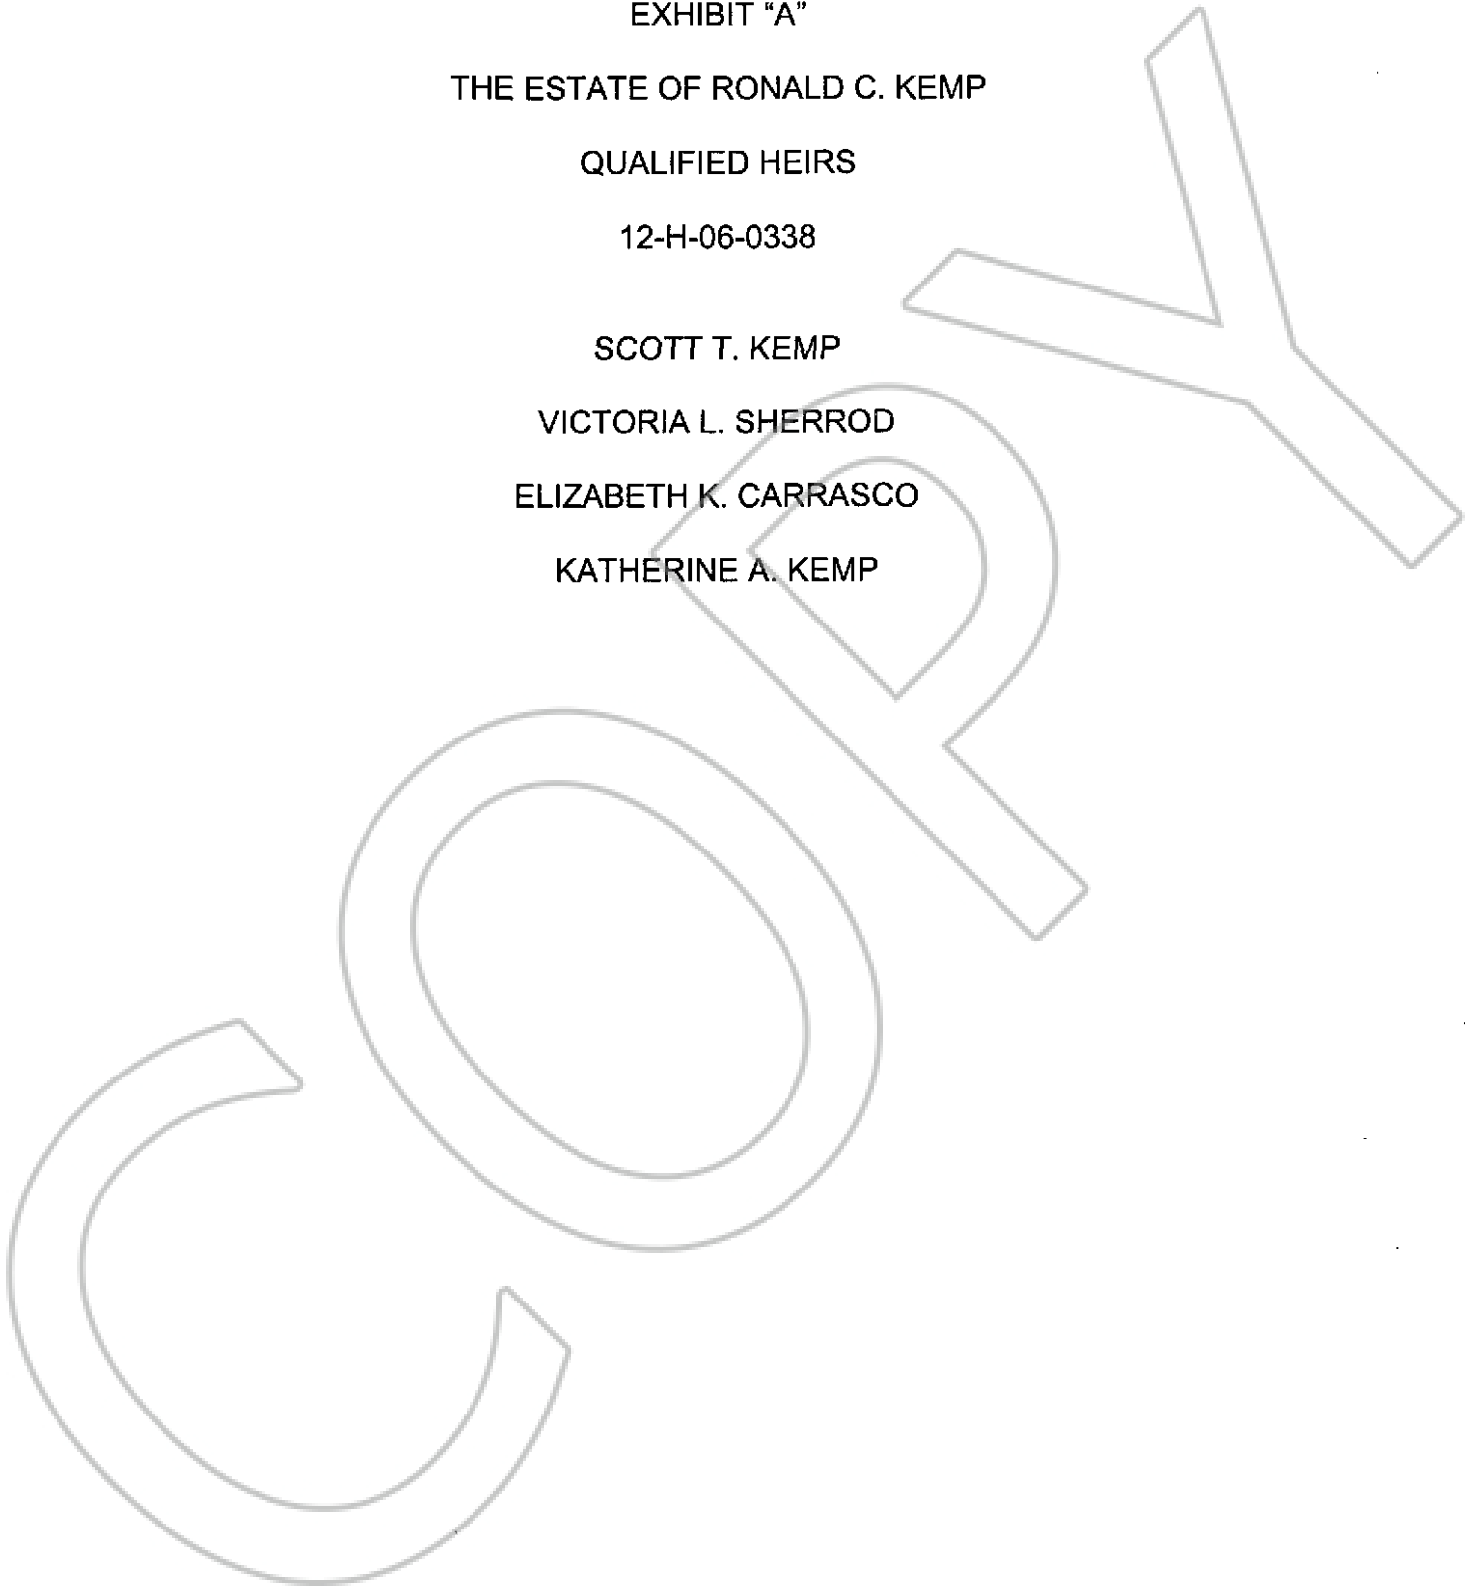 EXHIBIT “A”
THE ESTATE OF RONALD C. KEMP
QUALIFIED HEIRS
12-H-06-0338
SCOTT T. KEMP
VICTORIA L. SHERROD
ELIZABETH K. CARRASCO
KATHERINE A. KEMP
COPY